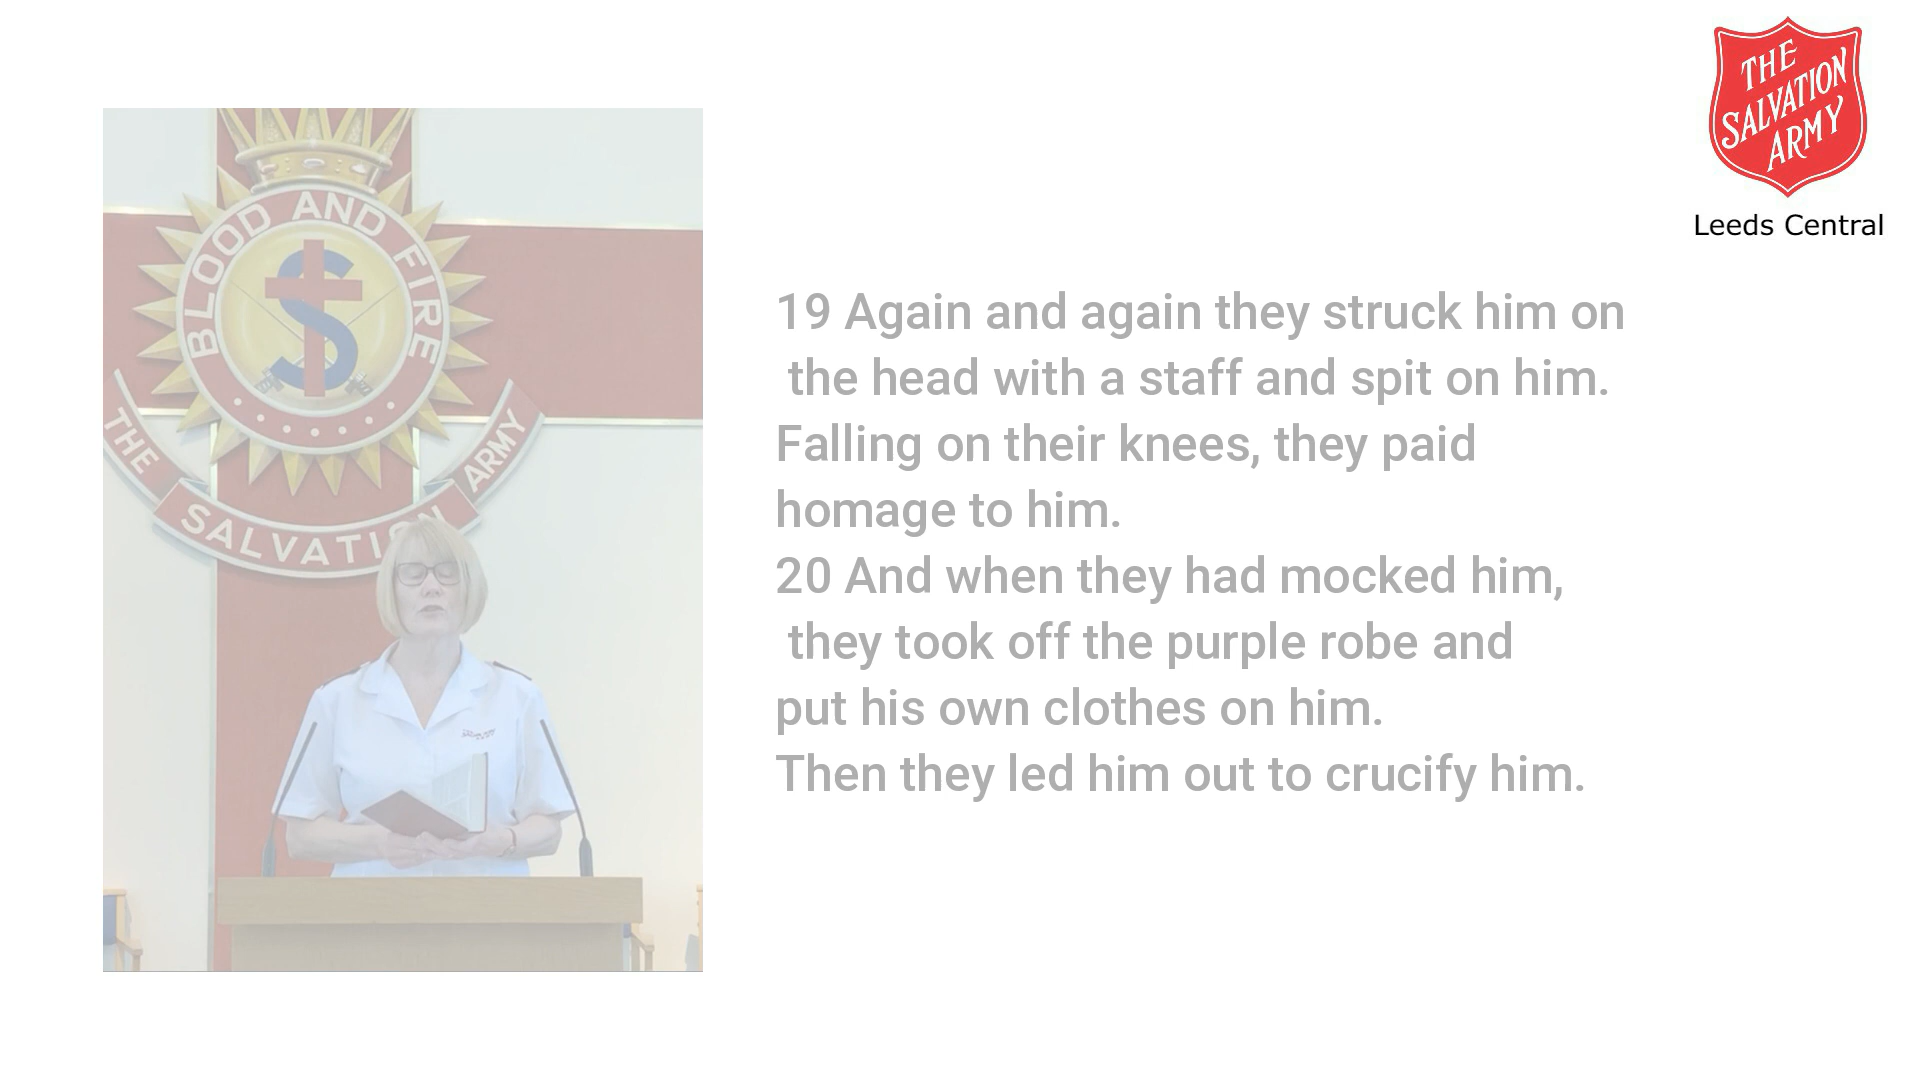 THE
SALVATION
ARMY
Leeds Central
BLOOD AND FIRE
S
THE SALVATION ARMY
19 Again and again they struck him on
the head with a staff and spit on him.
Falling on their knees, they paid
homage to him.
20 And when they had mocked him,
they took off the purple robe and
put his own clothes on him.
Then they led him out to crucify him.